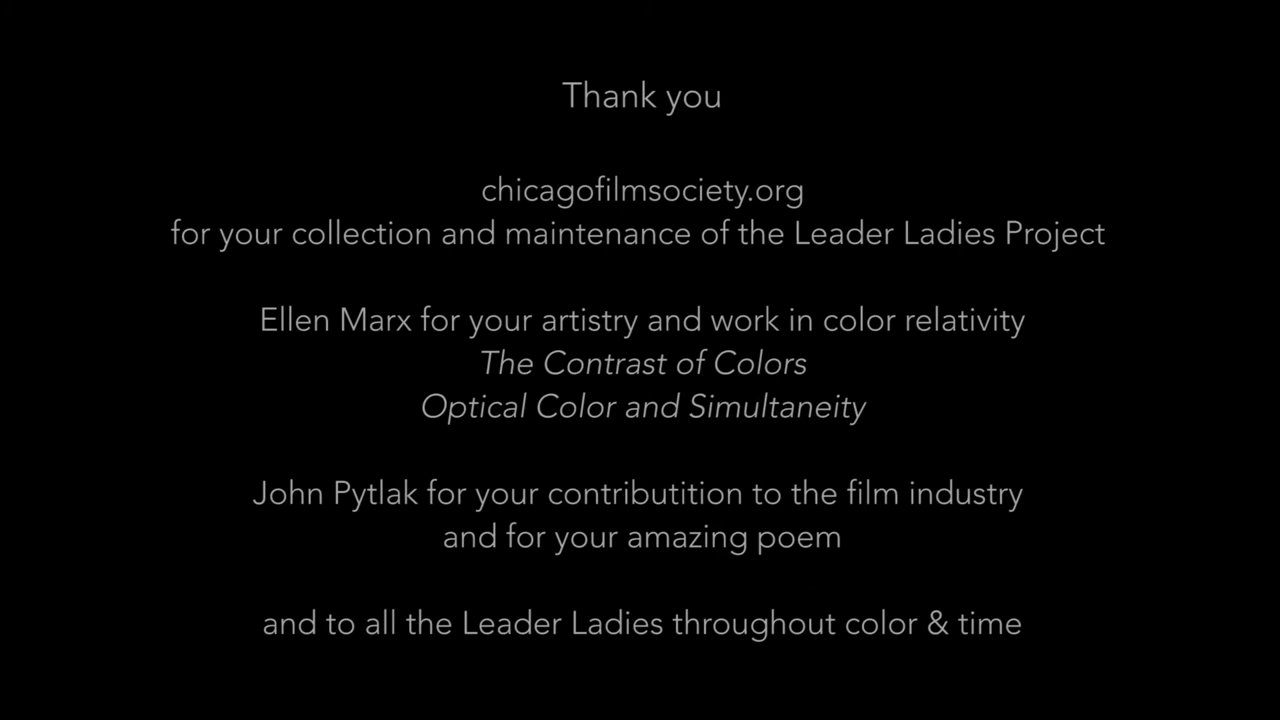 Thank you
chicagofilmsociety.org
for your collection and maintenance of the Leader Ladies Project
Ellen Marx for your artistry and work in color relativity
The Contrast of Colors
Optical Color and Simultaneity
John Pytlak for your contributition to the film industry
and for your amazing poem
and to all the Leader Ladies throughout color & time